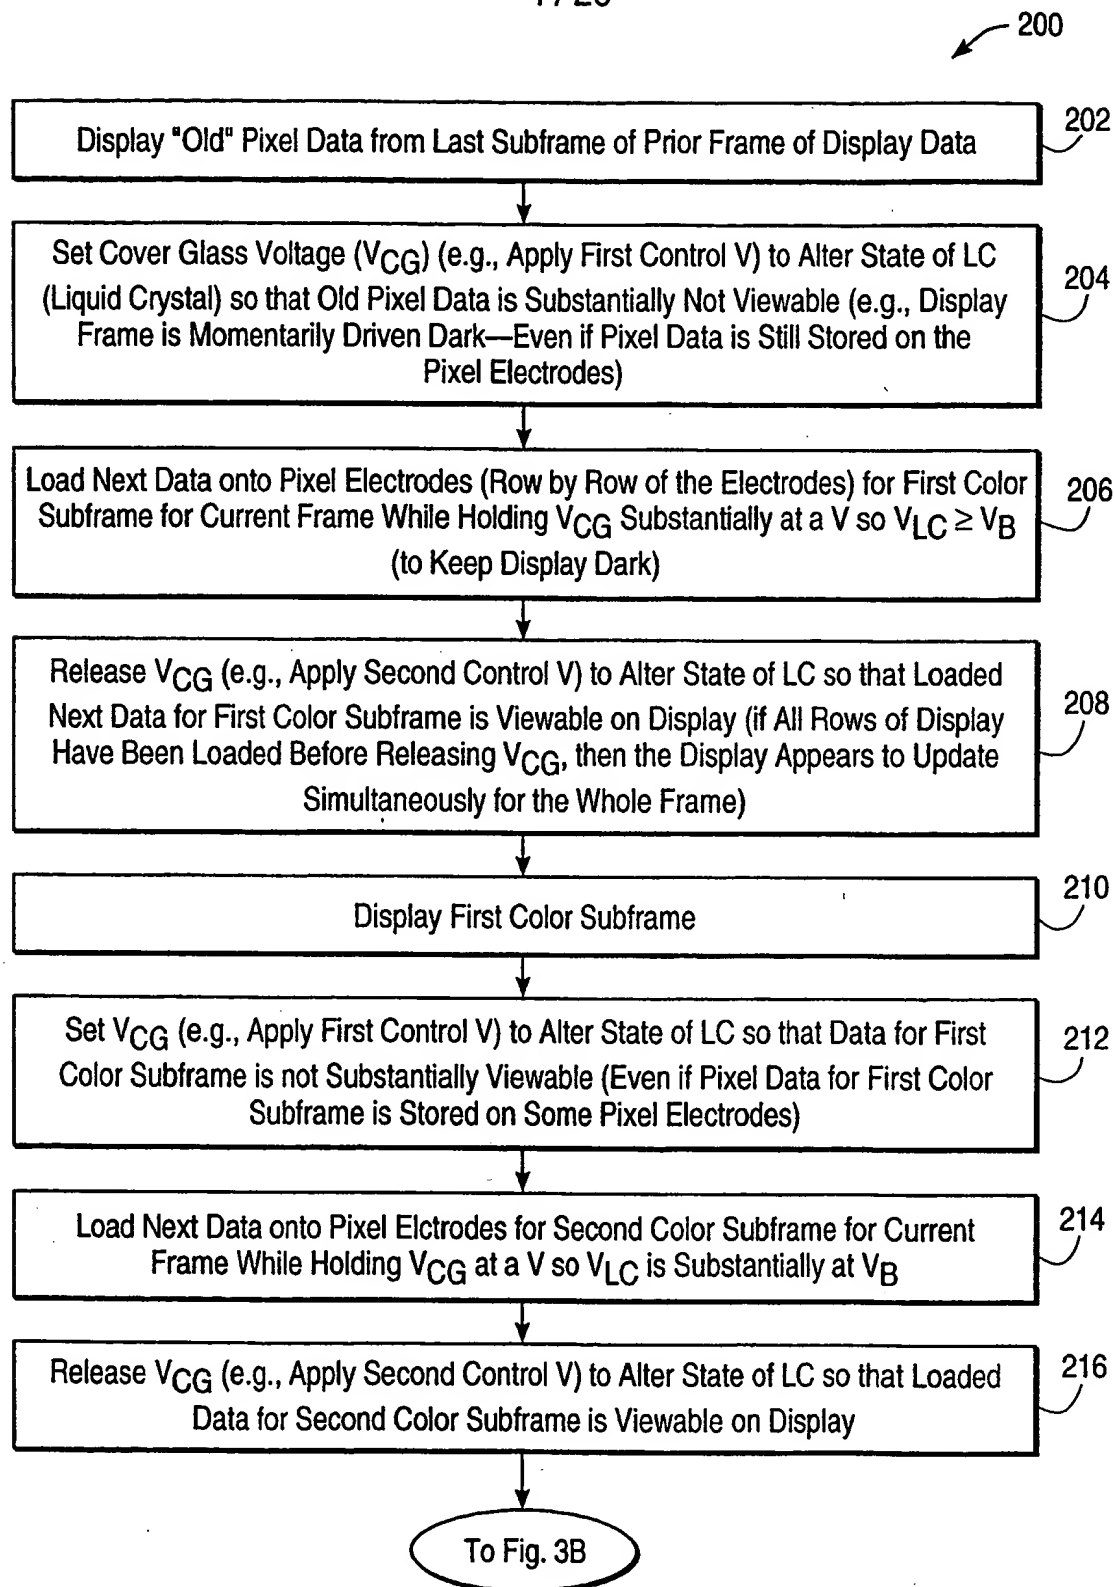 200
Display "Old" Pixel Data from Last Subframe of Prior Frame of Display Data
202
Set Cover Glass Voltage (VCG) (e.g., Apply First Control V) to Alter State of LC
(Liquid Crystal) so that Old Pixel Data is Substantially Not Viewable (e.g., Display
Frame is Momentarily Driven Dark—Even if Pixel Data is Still Stored on the
Pixel Electrodes)
204
Load Next Data onto Pixel Electrodes (Row by Row of the Electrodes) for First Color
Subframe for Current Frame While Holding VCG Substantially at a V so VLC ≥ VB
(to Keep Display Dark)
206
Release VCG (e.g., Apply Second Control V) to Alter State of LC so that Loaded
Next Data for First Color Subframe is Viewable on Display (if All Rows of Display
Have Been Loaded Before Releasing VCG, then the Display Appears to Update
Simultaneously for the Whole Frame)
208
Display First Color Subframe
210
Set VCG (e.g., Apply First Control V) to Alter State of LC so that Data for First
Color Subframe is not Substantially Viewable (Even if Pixel Data for First Color
Subframe is Stored on Some Pixel Electrodes)
212
Load Next Data onto Pixel Elctrodes for Second Color Subframe for Current
Frame While Holding VCG at a V so VLC is Substantially at VB
214
Release VCG (e.g., Apply Second Control V) to Alter State of LC so that Loaded
Data for Second Color Subframe is Viewable on Display
216
To Fig. 3B